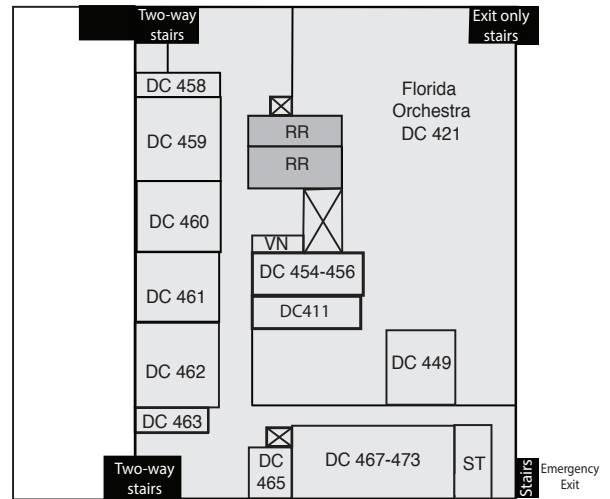 Two-way
stairs
Exit only
stairs
DC 458
Florida
Orchestra
DC 421
RR
DC 459
RR
DC 460
VN
DC 454-456
DC 461
DC411
DC 462
DC 449
DC 463
DC
465
DC 467-473
ST
Two-way
stairs
Stairs
Emergency
Exit